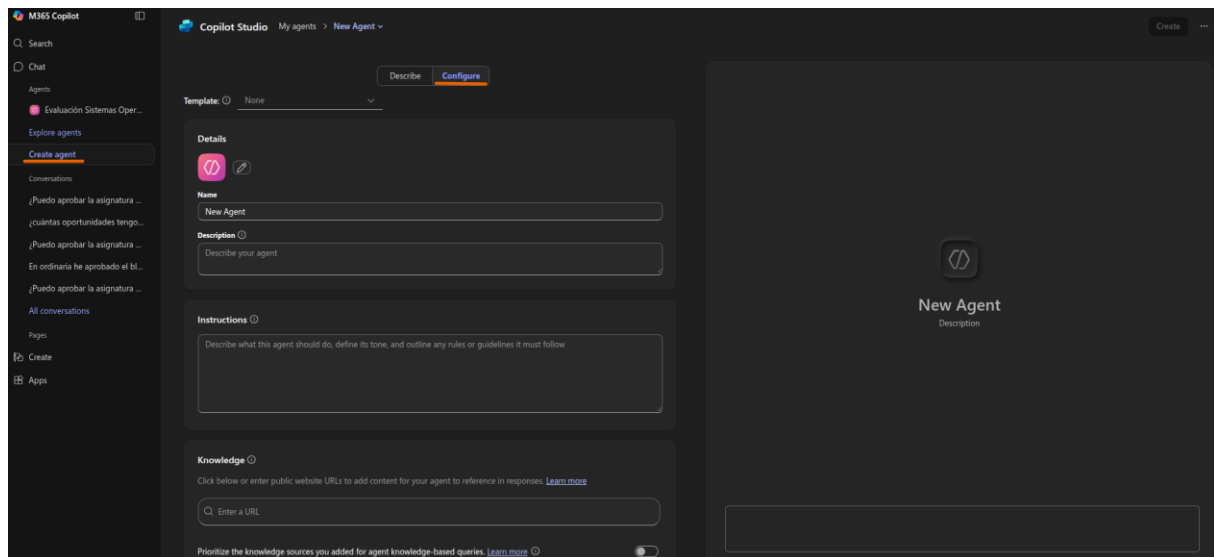 M365 Copilot
Search
Chat
Agents
Evaluación Sistemas Oper...
Explore agents
Create agent
Conversations
¿Puedo aprobar la asignatura ...
¿cuántas oportunidades tengo...
¿Puedo aprobar la asignatura ...
En ordinaria he aprobado el bl...
¿Puedo aprobar la asignatura ...
All conversations
Pages
Create
Apps
Copilot Studio My agents > New Agent
Create ...
Describe Configure
Template: None
Details
Name
New Agent
Description
Describe your agent
Instructions
Describe what this agent should do, define its tone, and outline any rules or guidelines it must follow
Knowledge
Click below or enter public website URLs to add content for your agent to reference in responses. Learn more
Enter a URL
Prioritize the knowledge sources you added for agent knowledge-based queries. Learn more
New Agent
Description